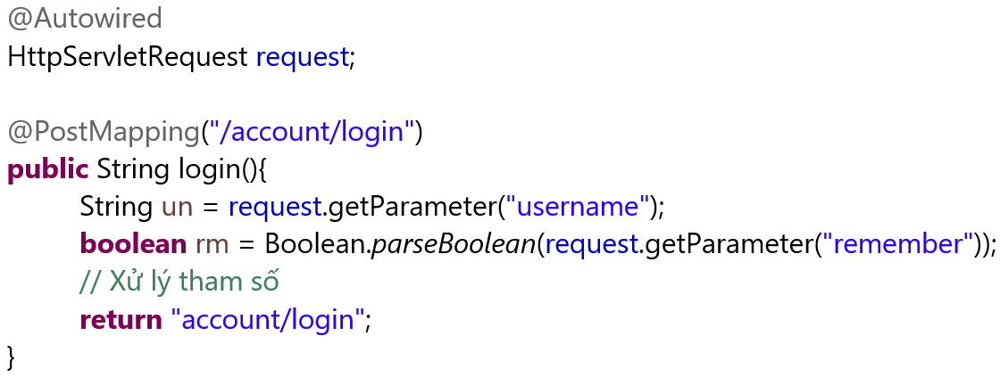 @Autowired
HttpServletRequest request;
@PostMapping("/account/login")
public String login(){
String un = request.getParameter("username");
boolean rm = Boolean.parseBoolean(request.getParameter("remember"));
// Xử lý tham số
return "account/login";
}